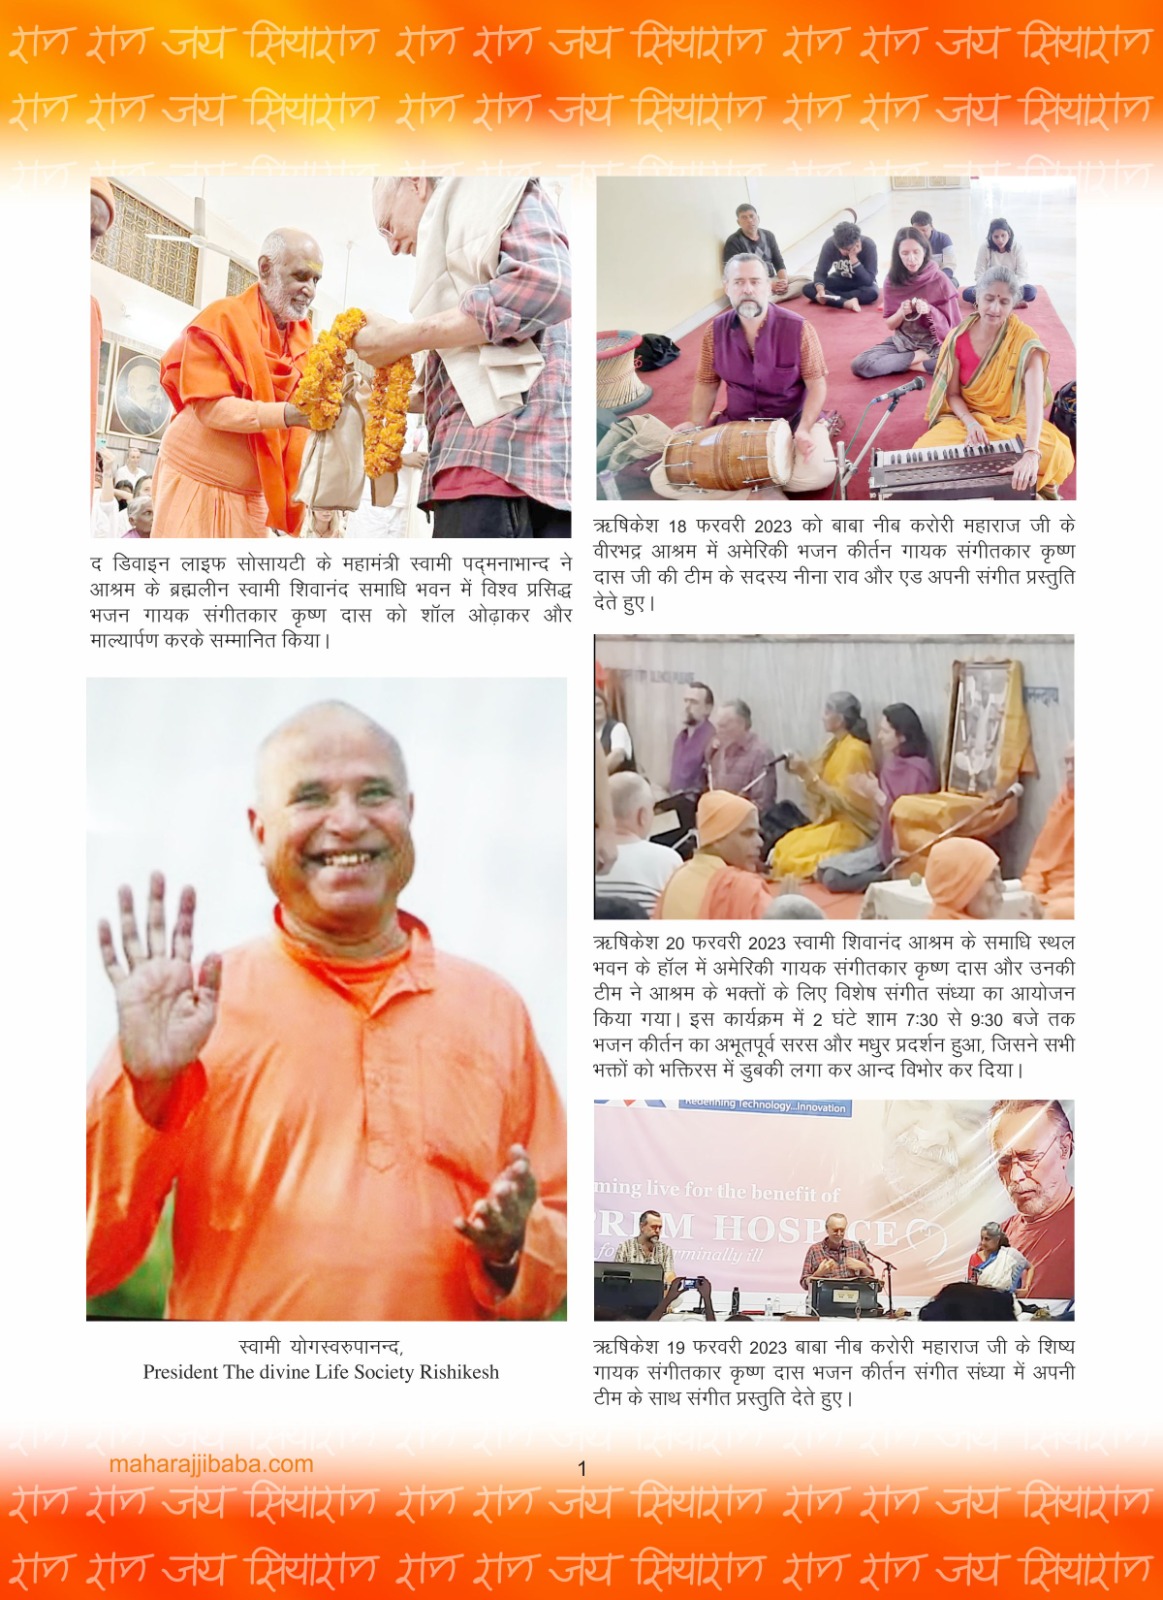 राम राम जय सियाराम राम राम जय सियाराम राम राम जय सियाराम
राम राम जय सियाराम राम राम जय सियाराम राम राम जय सियाराम
द डिवाइन लाइफ सोसायटी के महामंत्री स्वामी पद्मनाभान्द ने
आश्रम के ब्रह्मलीन स्वामी शिवानंद समाधि भवन में विश्व प्रसिद्ध
भजन गायक संगीतकार कृष्ण दास को शॉल ओढ़ाकर और
माल्यार्पण करके सम्मानित किया।
स्वामी योगस्वरुपानन्द,
President The divine Life Society Rishikesh
ऋषिकेश 18 फरवरी 2023 को बाबा नीब करोरी महाराज जी के
वीरभद्र आश्रम में अमेरिकी भजन कीर्तन गायक संगीतकार कृष्ण
दास जी की टीम के सदस्य नीना राव और एड अपनी संगीत प्रस्तुति
देते हुए।
ऋषिकेश 20 फरवरी 2023 स्वामी शिवानंद आश्रम के समाधि स्थल
भवन के हॉल में अमेरिकी गायक संगीतकार कृष्ण दास और उनकी
टीम ने आश्रम के भक्तों के लिए विशेष संगीत संध्या का आयोजन
किया गया। इस कार्यक्रम में 2 घंटे शाम 7:30 से 9:30 बजे तक
भजन कीर्तन का अभूतपूर्व सरस और मधुर प्रदर्शन हुआ, जिसने सभी
भक्तों को भक्तिरस में डुबकी लगा कर आन्द विभोर कर दिया।
Redefining Technology...Innovation
ming live for the benefit of
PREM HOSPICE
ऋषिकेश 19 फरवरी 2023 बाबा नीब करोरी महाराज जी के शिष्य
गायक संगीतकार कृष्ण दास भजन कीर्तन संगीत संध्या में अपनी
टीम के साथ संगीत प्रस्तुति देते हुए।
maharajjibaba.com
1
राम राम जय सियाराम राम राम जय सियाराम राम राम जय सियाराम
राम राम जय सियाराम राम राम जय सियाराम राम राम जय सियाराम